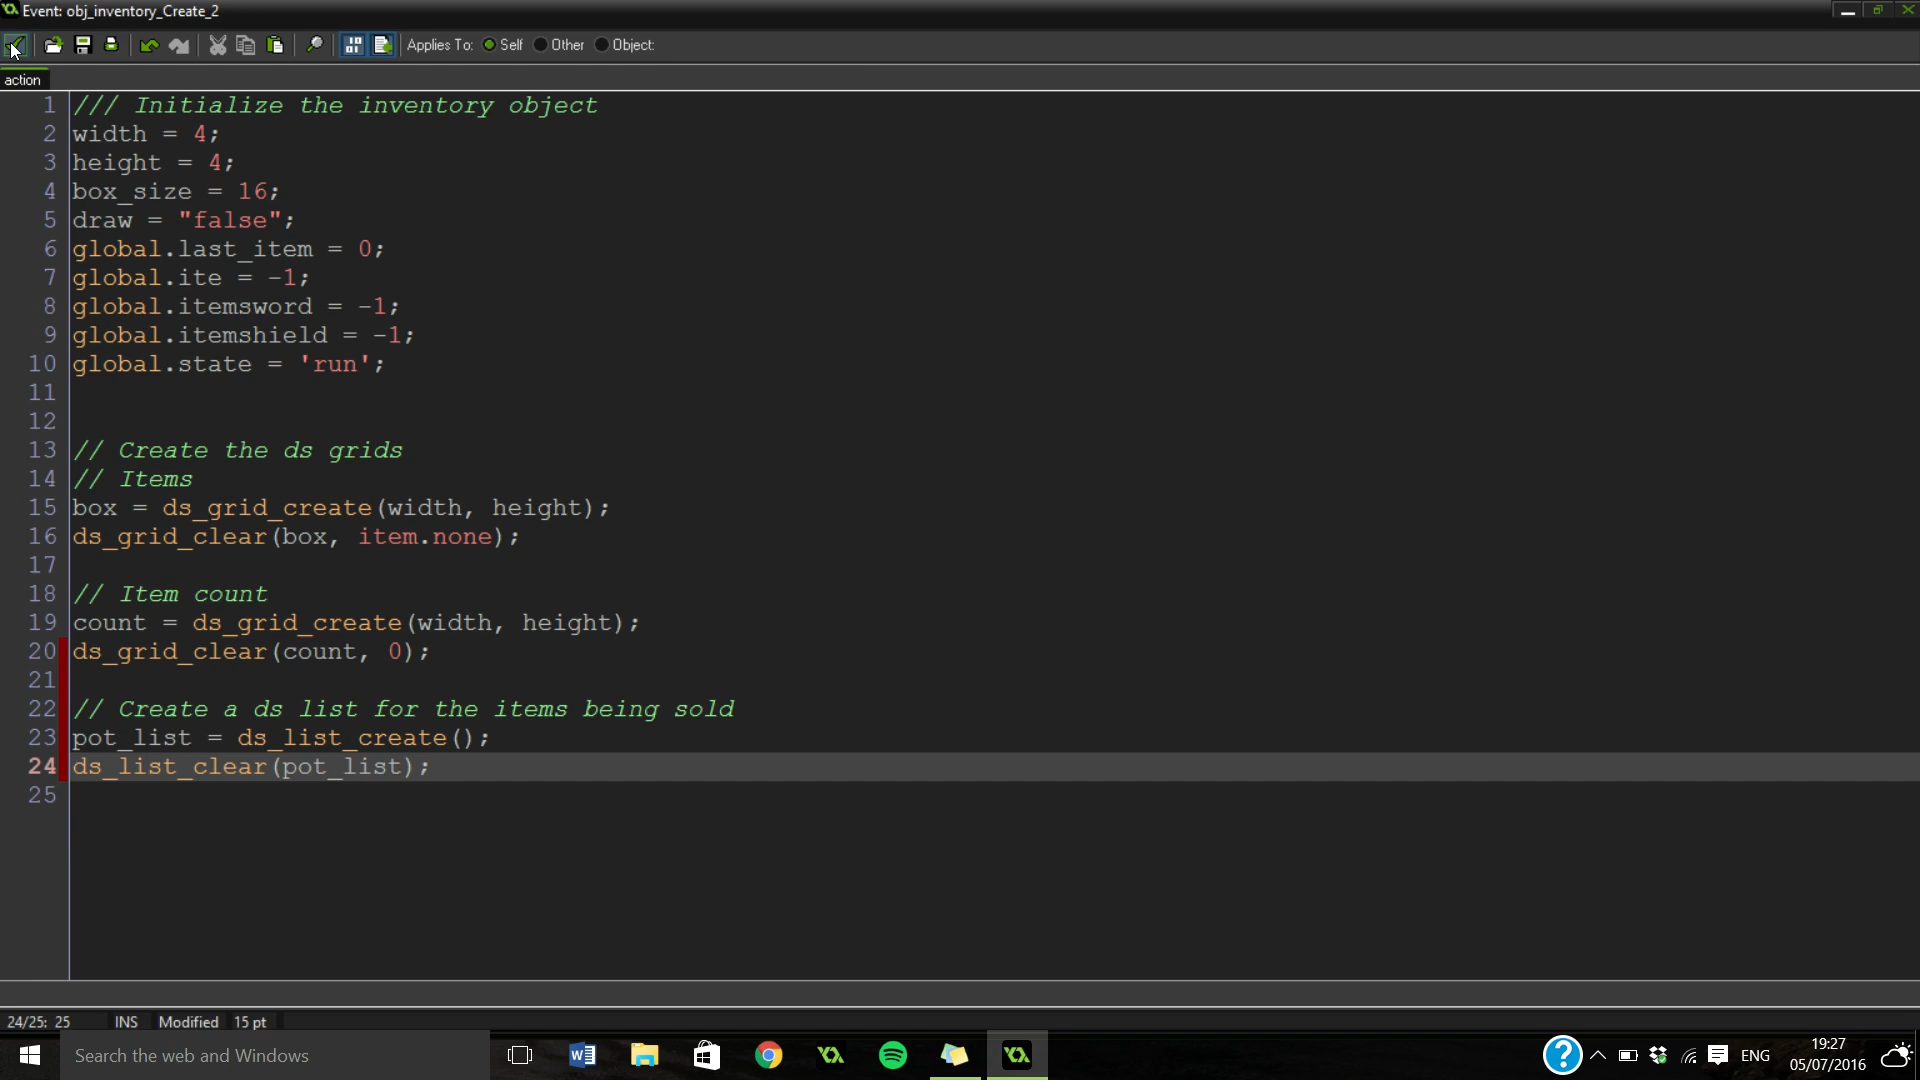 Event: obj_inventory_Create_2
Applies To: Self Other Object:
action
1 /// Initialize the inventory object
2 width = 4;
3 height = 4;
4 box_size = 16;
5 draw = "false";
6 global.last_item = 0;
7 global.ite = -1;
8 global.itemsword = -1;
9 global.itemshield = -1;
10 global.state = 'run';
11
12
13 // Create the ds grids
14 // Items
15 box = ds_grid_create(width, height);
16 ds_grid_clear(box, item.none);
17
18 // Item count
19 count = ds_grid_create(width, height);
20 ds_grid_clear(count, 0);
21
22 // Create a ds list for the items being sold
23 pot_list = ds_list_create();
24 ds_list_clear(pot_list);
25
24/25: 25 INS Modified 15 pt
Search the web and Windows
ENG
19:27
05/07/2016